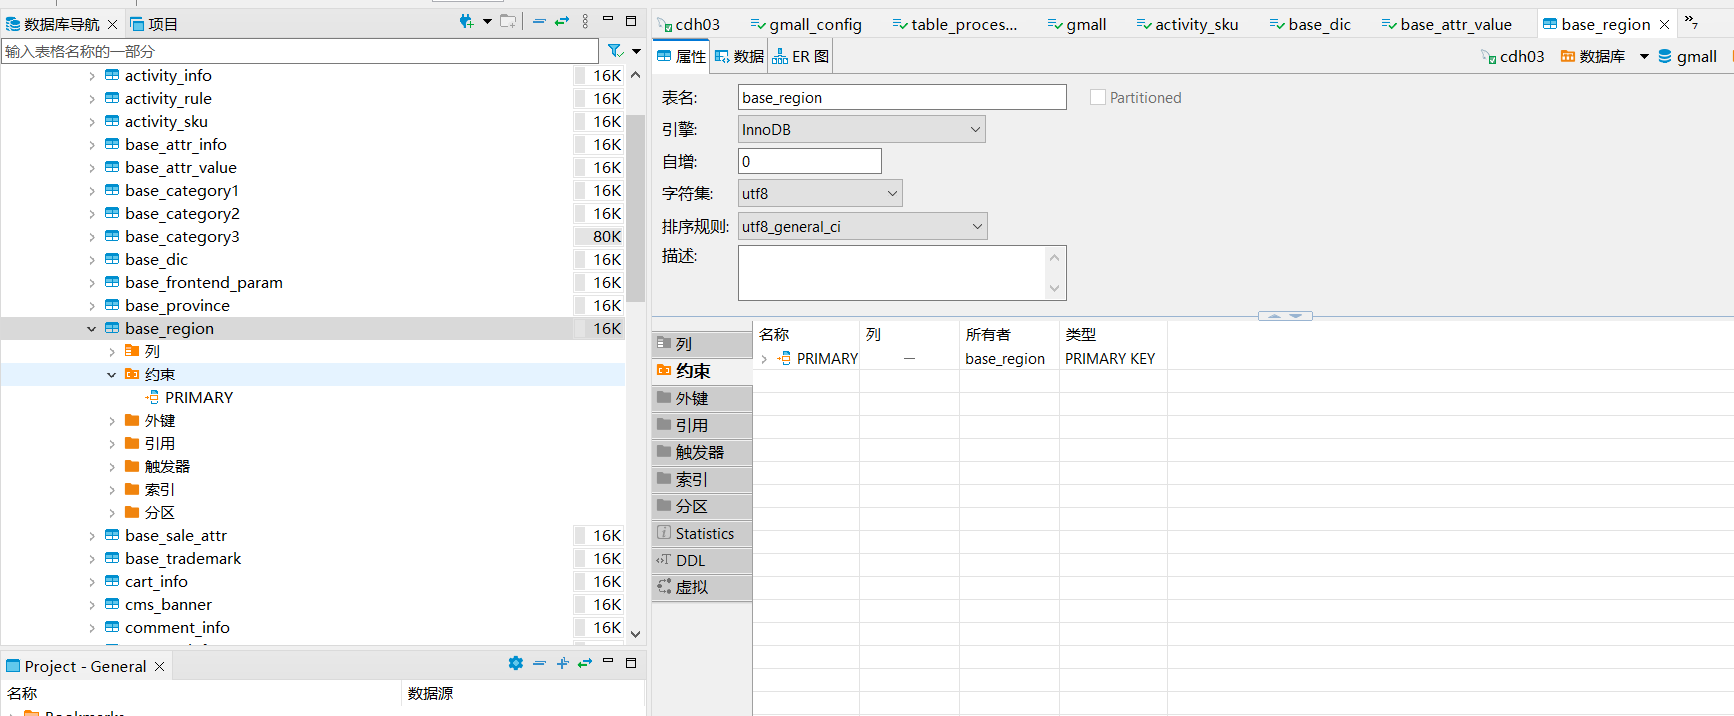 数据库导航
项目
输入表格名称的一部分
activity_info 16K
activity_rule 16K
activity_sku 16K
base_attr_info 16K
base_attr_value 16K
base_category1 16K
base_category2 16K
base_category3 80K
base_dic 16K
base_frontend_param 16K
base_province 16K
base_region 16K
列
约束
PRIMARY
外键
引用
触发器
索引
分区
base_sale_attr 16K
base_trademark 16K
cart_info 16K
cms_banner 16K
comment_info 16K
Project - General
名称 数据源
Bookmarks
cdh03 gmall_config table_proces... gmall activity_sku base_dic base_attr_value base_region »7
属性 数据 ER 图
cdh03 数据库 gmall
表名: base_region Partitioned
引擎: InnoDB
自增: 0
字符集: utf8
排序规则: utf8_general_ci
描述:
列
约束
外键
引用
触发器
索引
分区
Statistics
DDL
虚拟
名称 列 所有者 类型
PRIMARY — base_region PRIMARY KEY